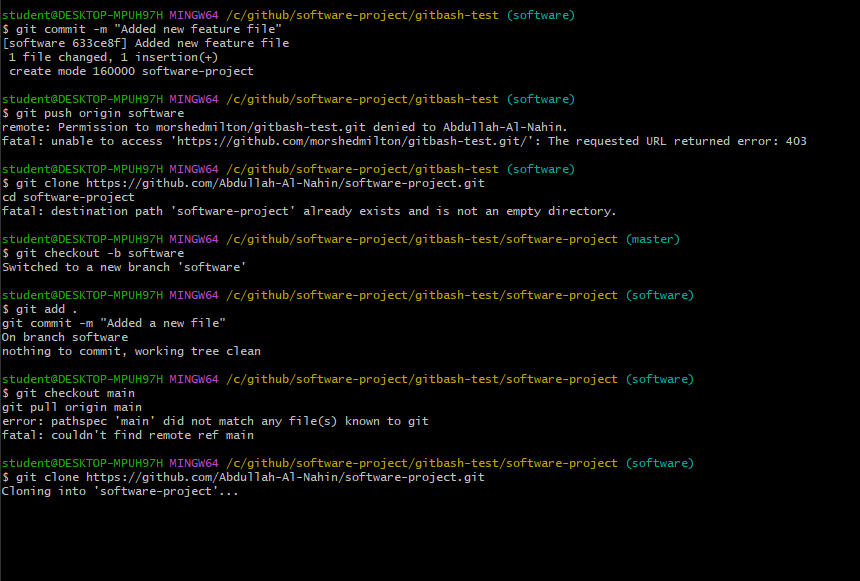 student@DESKTOP-MPUH97H MINGW64 /c/github/software-project/gitbash-test (software)
$ git commit -m "Added new feature file"
[software 633ce8f] Added new feature file
 1 file changed, 1 insertion(+)
 create mode 160000 software-project
student@DESKTOP-MPUH97H MINGW64 /c/github/software-project/gitbash-test (software)
$ git push origin software
remote: Permission to morshedmilton/gitbash-test.git denied to Abdullah-Al-Nahin.
fatal: unable to access 'https://github.com/morshedmilton/gitbash-test.git/': The requested URL returned error: 403
student@DESKTOP-MPUH97H MINGW64 /c/github/software-project/gitbash-test (software)
$ git clone https://github.com/Abdullah-Al-Nahin/software-project.git
cd software-project
fatal: destination path 'software-project' already exists and is not an empty directory.
student@DESKTOP-MPUH97H MINGW64 /c/github/software-project/gitbash-test/software-project (master)
$ git checkout -b software
Switched to a new branch 'software'
student@DESKTOP-MPUH97H MINGW64 /c/github/software-project/gitbash-test/software-project (software)
$ git add .
git commit -m "Added a new file"
On branch software
nothing to commit, working tree clean
student@DESKTOP-MPUH97H MINGW64 /c/github/software-project/gitbash-test/software-project (software)
$ git checkout main
git pull origin main
error: pathspec 'main' did not match any file(s) known to git
fatal: couldn't find remote ref main
student@DESKTOP-MPUH97H MINGW64 /c/github/software-project/gitbash-test/software-project (software)
$ git clone https://github.com/Abdullah-Al-Nahin/software-project.git
Cloning into 'software-project'...